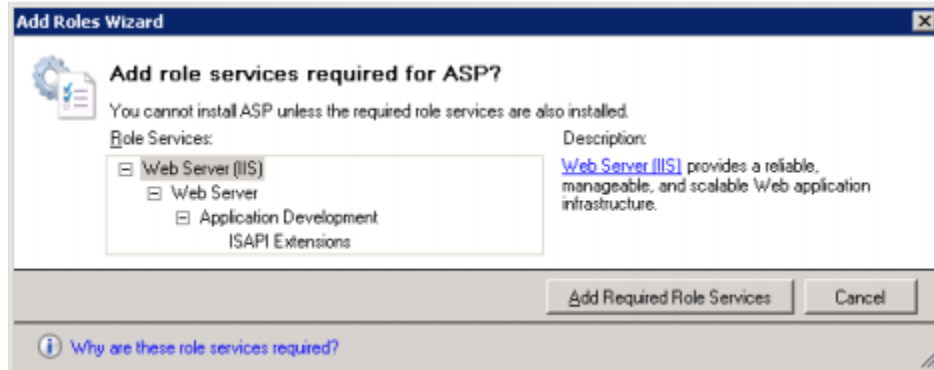 Add Roles Wizard
Add role services required for ASP?
You cannot install ASP unless the required role services are also installed.
Role Services:
Description:
Web Server (IIS)
Web Server
Application Development
ISAPI Extensions
Web Server (IIS) provides a reliable,
manageable, and scalable Web application
infrastructure.
Add Required Role Services
Cancel
Why are these role services required?